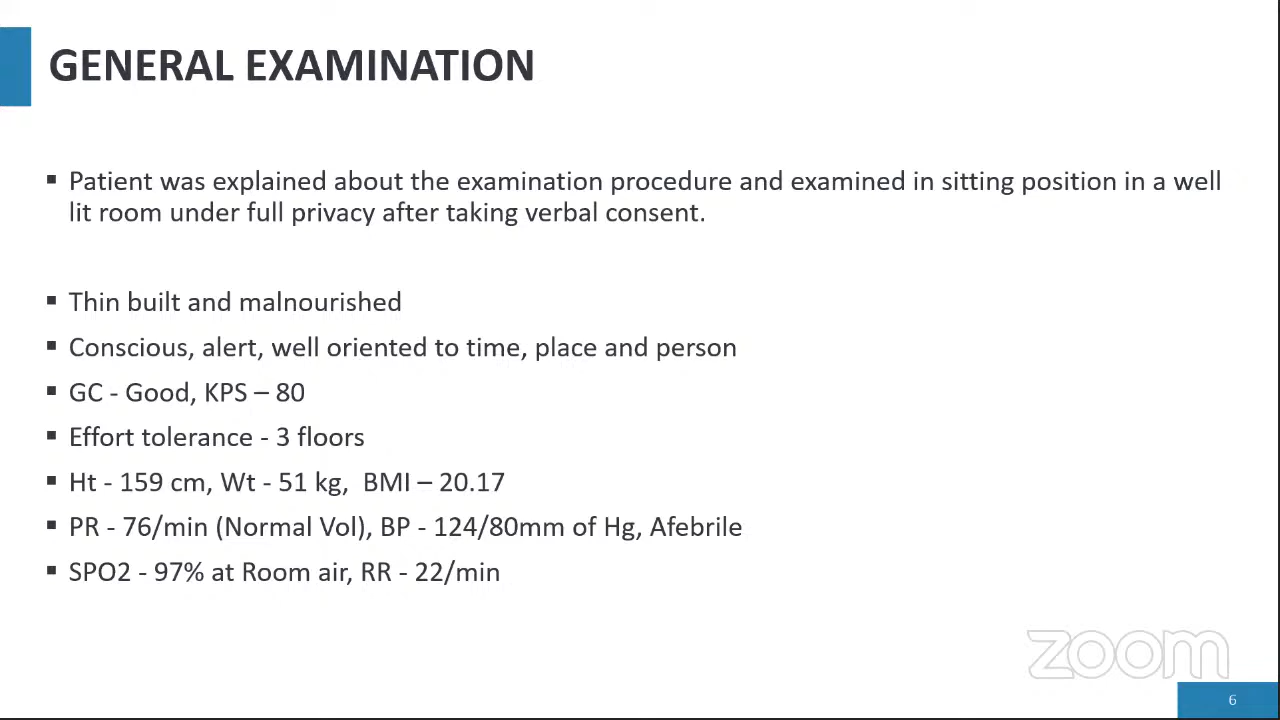 GENERAL EXAMINATION
▪ Patient was explained about the examination procedure and examined in sitting position in a well
lit room under full privacy after taking verbal consent.
▪ Thin built and malnourished
▪ Conscious, alert, well oriented to time, place and person
▪ GC - Good, KPS – 80
▪ Effort tolerance - 3 floors
▪ Ht - 159 cm, Wt - 51 kg,  BMI – 20.17
▪ PR - 76/min (Normal Vol), BP - 124/80mm of Hg, Afebrile
▪ SPO2 - 97% at Room air, RR - 22/min
zoom
6